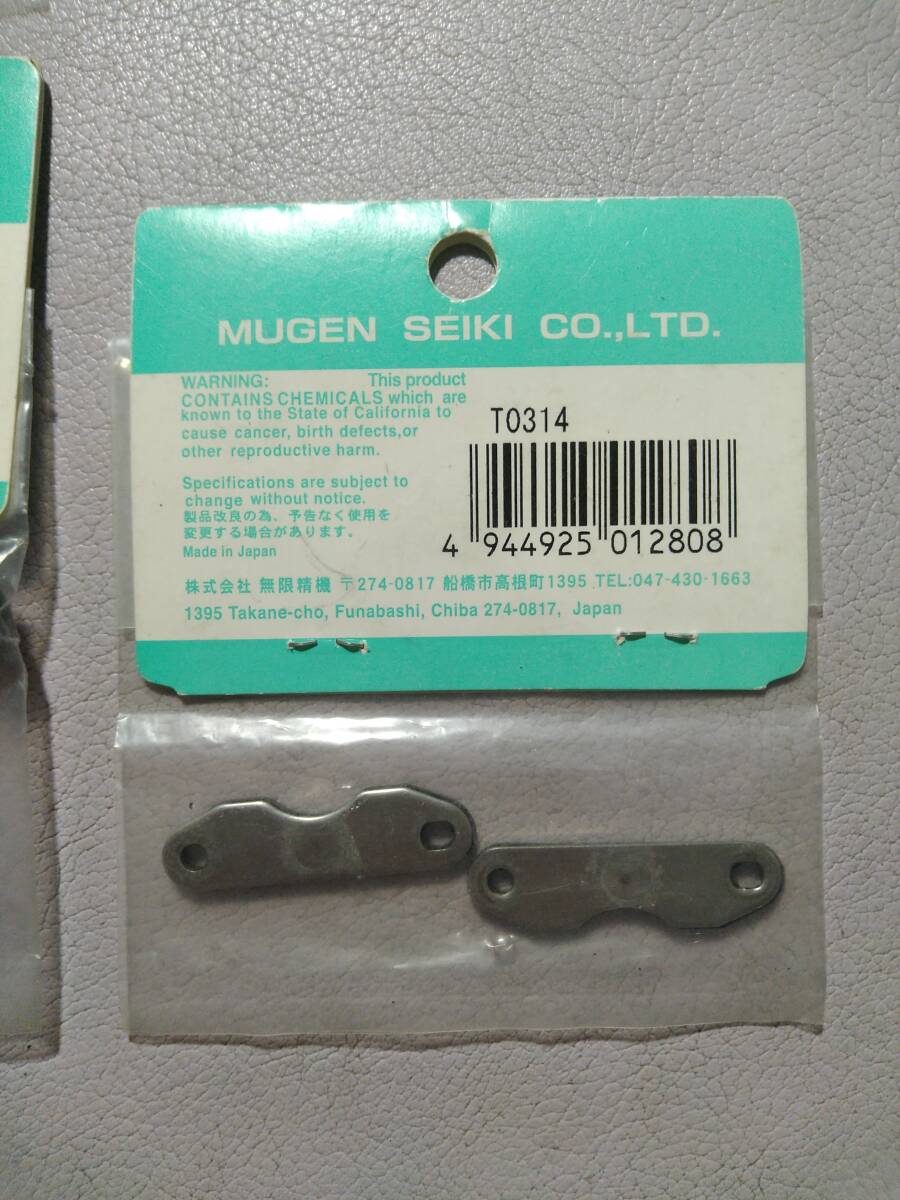 MUGEN SEIKI CO.,LTD.
WARNING: This product
CONTAINS CHEMICALS which are
known to the State of California to
cause cancer, birth defects,or
other reproductive harm.
Specifications are subject to
change without notice.
製品改良の為、予告なく使用を
変更する場合があります。
Made in Japan
T0314
4 944925 012808
株式会社 無限精機 〒274-0817 船橋市高根町1395 TEL:047-430-1663
1395 Takane-cho, Funabashi, Chiba 274-0817, Japan